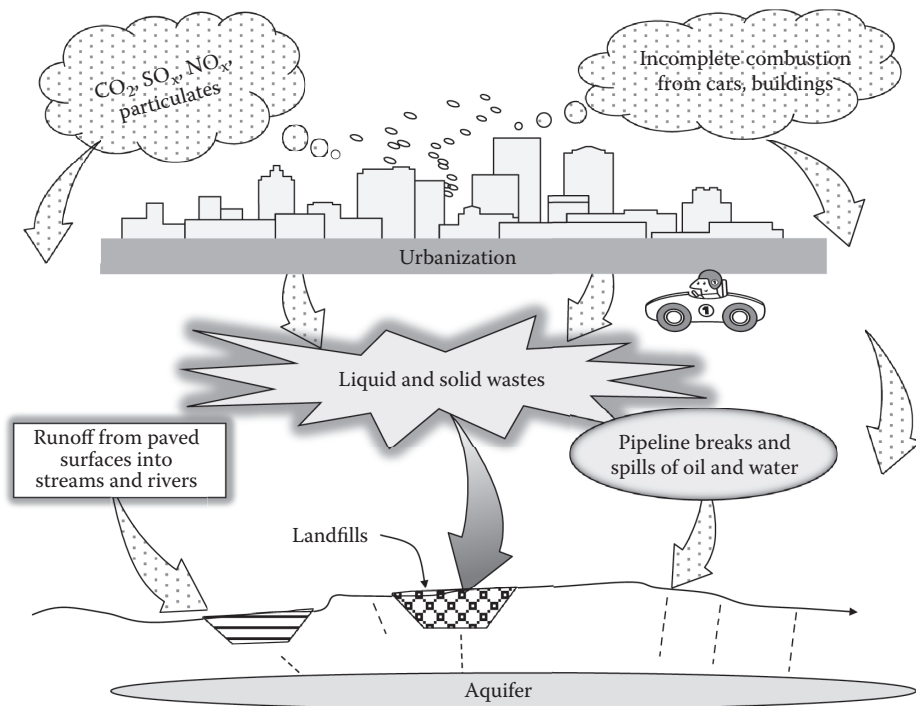 CO₂, SOₓ, NOₓ,
particulates
Incomplete combustion
from cars, buildings
Urbanization
1
Liquid and solid wastes
Runoff from paved
surfaces into
streams and rivers
Pipeline breaks and
spills of oil and water
Landfills
Aquifer